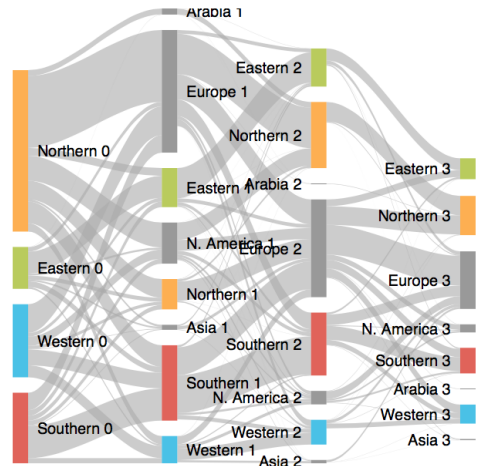 Arabia 1
Eastern 2
Europe 1
Northern 2
Northern 0
Eastern 3
Eastern 1
Arabia 2
Northern 3
N. America 1
Europe 2
Eastern 0
Europe 3
Northern 1
Asia 1
N. America 3
Western 0
Southern 2
Southern 3
Southern 1
Arabia 3
N. America 2
Western 3
Southern 0
Western 2
Asia 3
Western 1
Asia 2